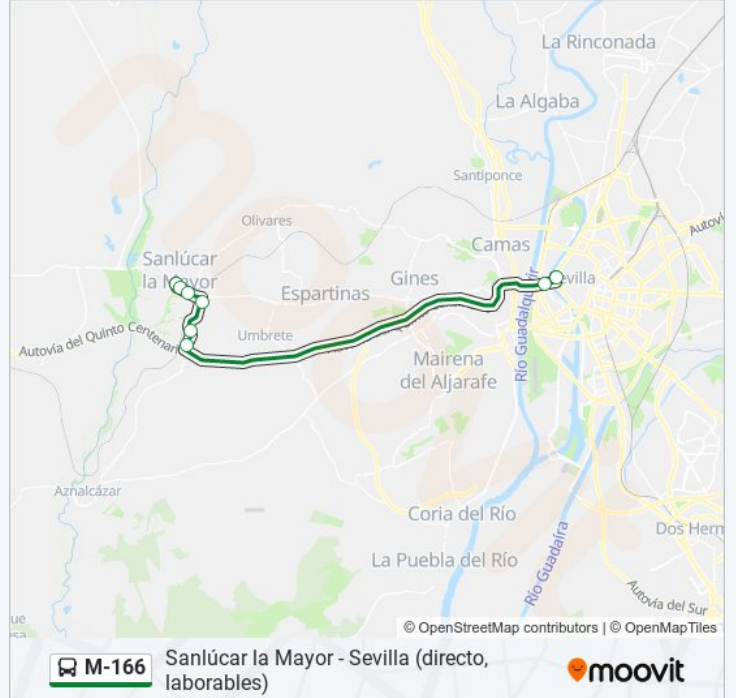 La Rinconada
La Algaba
Santiponce
Olivares
Camas
Sanlúcar
la Mayor
Gines
Espartinas
Sevilla
Río Guadalquivir
Umbrete
Autovía del Quinto Centenari
Mairena
del Aljarafe
Autoví
Aznalcázar
Coria del Río
Dos Herm
La Puebla del Río
Río Guadaíra
Autovía del Sur
© OpenStreetMap contributors | © OpenMapTiles
M-166
Sanlúcar la Mayor - Sevilla (directo,
laborables)
moovit